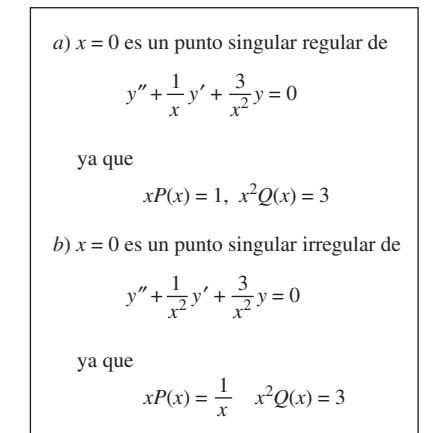 a) x = 0 es un punto singular regular de
y″ + 1/x y′ + 3/x² y = 0
ya que
xP(x) = 1, x²Q(x) = 3
b) x = 0 es un punto singular irregular de
y″ + 1/x² y′ + 3/x² y = 0
ya que
xP(x) = 1/x x²Q(x) = 3